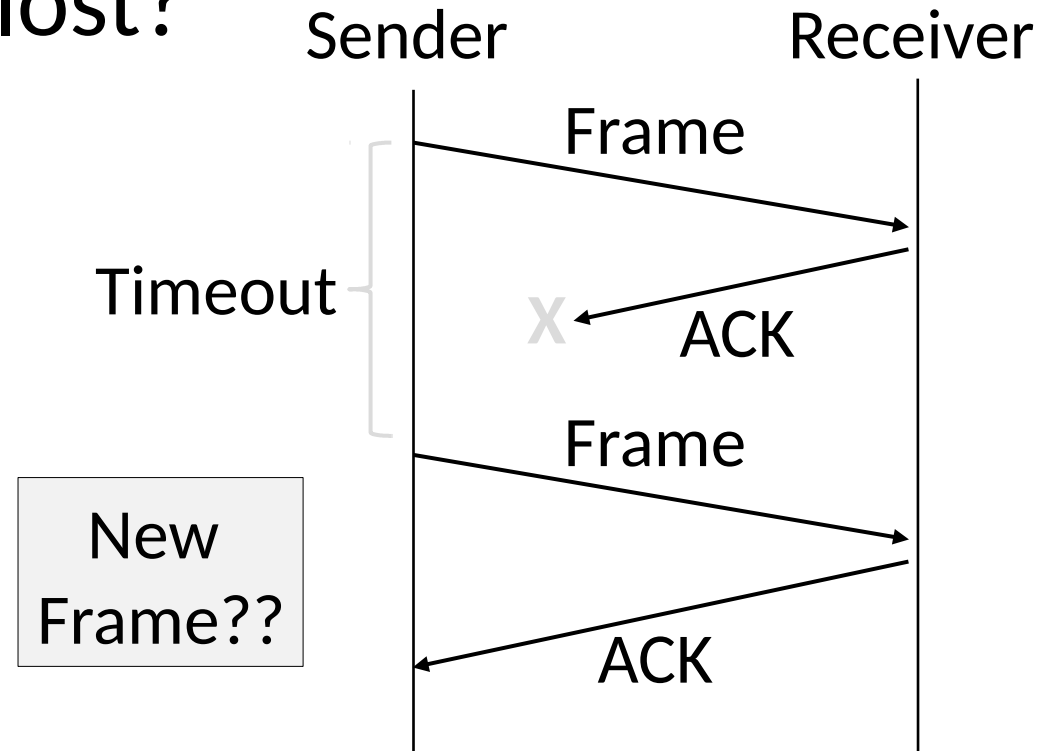 lost?
Sender
Receiver
Frame
Timeout
X
ACK
Frame
New
Frame??
ACK